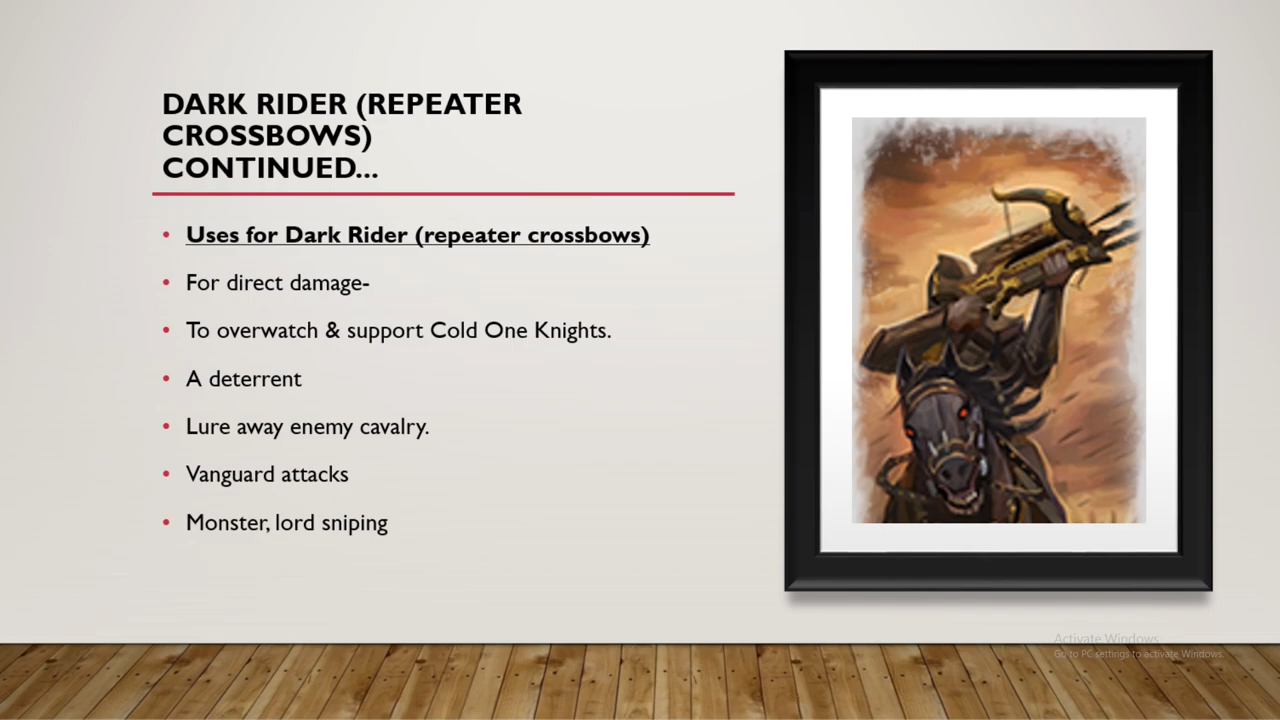 DARK RIDER (REPEATER
CROSSBOWS)
CONTINUED...
Uses for Dark Rider (repeater crossbows)
For direct damage-
To overwatch & support Cold One Knights.
A deterrent
Lure away enemy cavalry.
Vanguard attacks
Monster, lord sniping
Activate Windows
Go to PC settings to activate Windows.